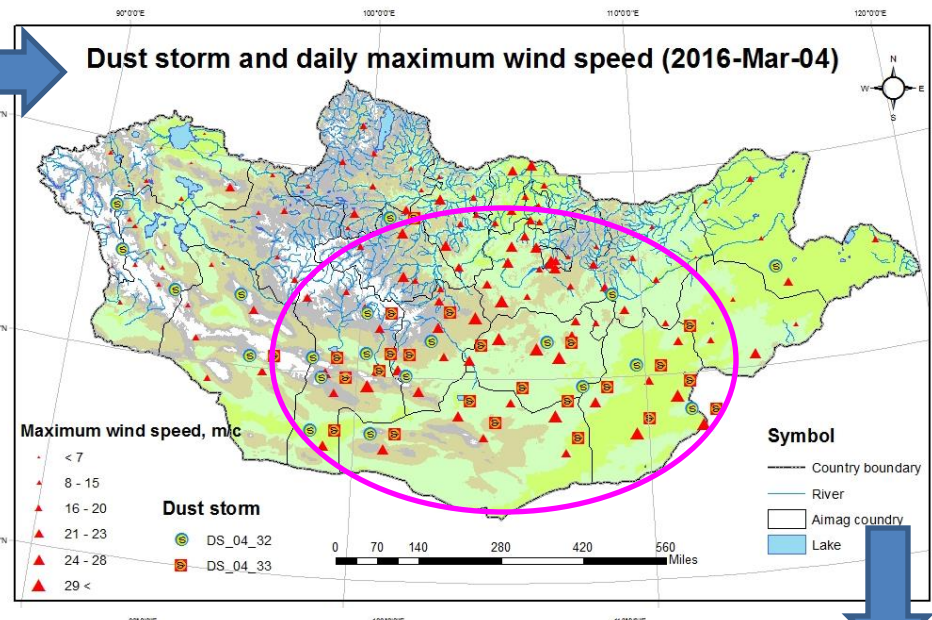 90°0'0"E 100°0'0"E 110°0'0"E 120°0'0"E
Dust storm and daily maximum wind speed (2016-Mar-04)
N
W E
S
Maximum wind speed, m/c
< 7
8 - 15
16 - 20
21 - 23
24 - 28
29 <
Dust storm
DS_04_32
DS_04_33
0 70 140 280 420 560
Miles
Symbol
Country boundary
River
Aimag coundry
Lake